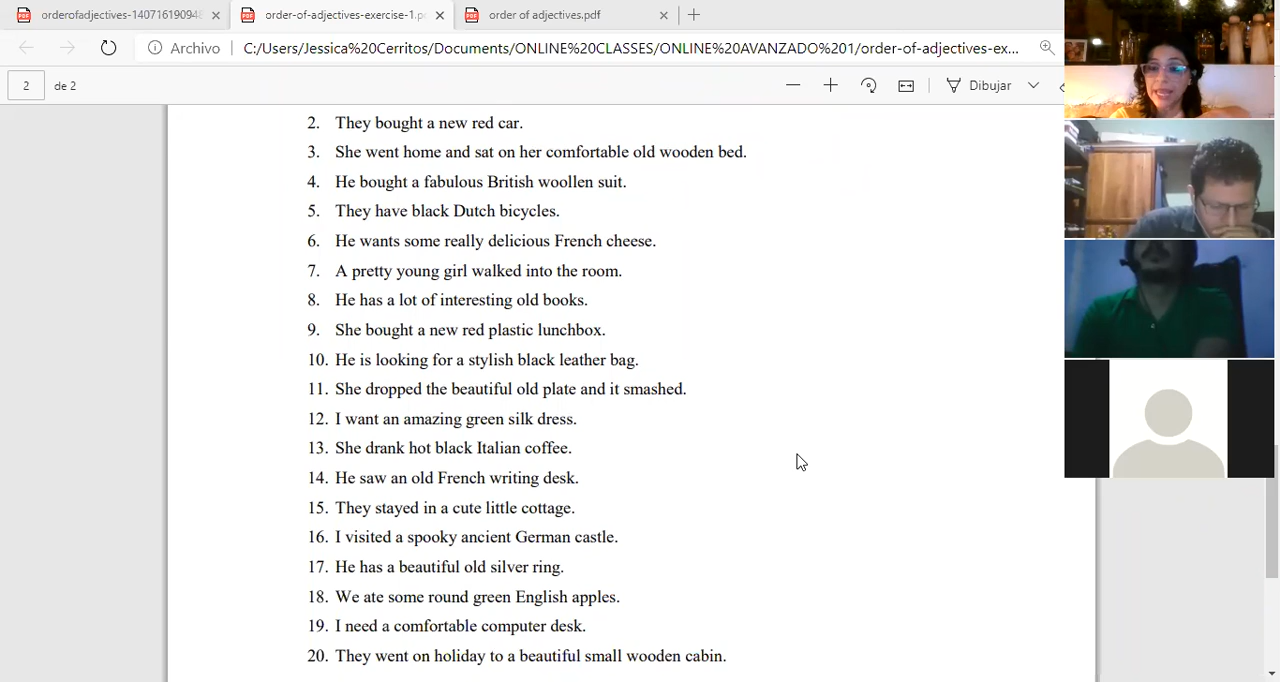 orderofadjectives-140716190948
order-of-adjectives-exercise-1.p
order of adjectives.pdf
Archivo
C:/Users/Jessica%20Cerritos/Documents/ONLINE%20CLASSES/ONLINE%20AVANZADO%201/order-of-adjectives-ex...
2 de 2
Dibujar
2. They bought a new red car.
3. She went home and sat on her comfortable old wooden bed.
4. He bought a fabulous British woollen suit.
5. They have black Dutch bicycles.
6. He wants some really delicious French cheese.
7. A pretty young girl walked into the room.
8. He has a lot of interesting old books.
9. She bought a new red plastic lunchbox.
10. He is looking for a stylish black leather bag.
11. She dropped the beautiful old plate and it smashed.
12. I want an amazing green silk dress.
13. She drank hot black Italian coffee.
14. He saw an old French writing desk.
15. They stayed in a cute little cottage.
16. I visited a spooky ancient German castle.
17. He has a beautiful old silver ring.
18. We ate some round green English apples.
19. I need a comfortable computer desk.
20. They went on holiday to a beautiful small wooden cabin.